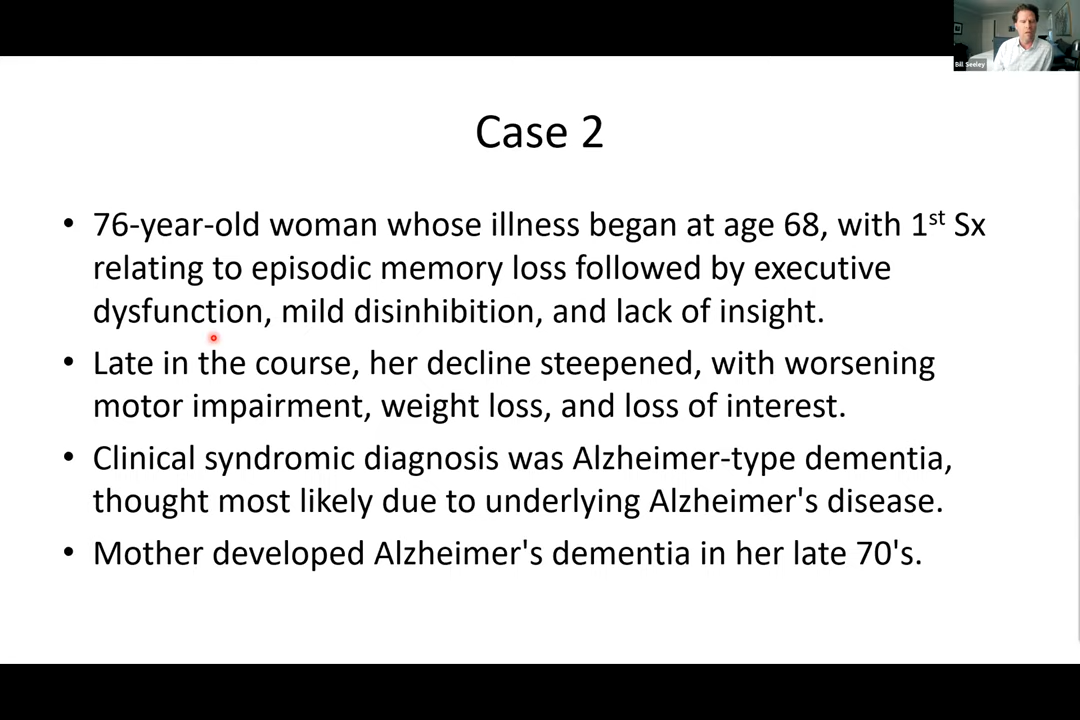 Bill Seeley
Case 2
• 76-year-old woman whose illness began at age 68, with 1st Sx
relating to episodic memory loss followed by executive
dysfunction, mild disinhibition, and lack of insight.
• Late in the course, her decline steepened, with worsening
motor impairment, weight loss, and loss of interest.
• Clinical syndromic diagnosis was Alzheimer-type dementia,
thought most likely due to underlying Alzheimer's disease.
• Mother developed Alzheimer's dementia in her late 70's.